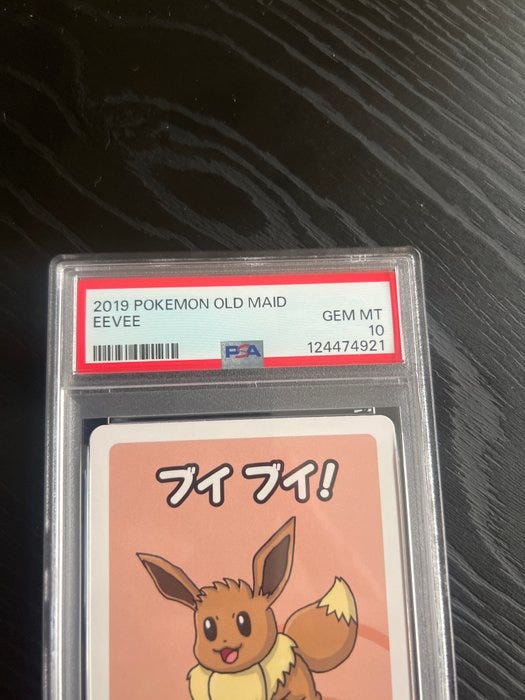 2019 POKEMON OLD MAID
EEVEE
GEM MT
10
PSA
124474921
ブイ ブイ!